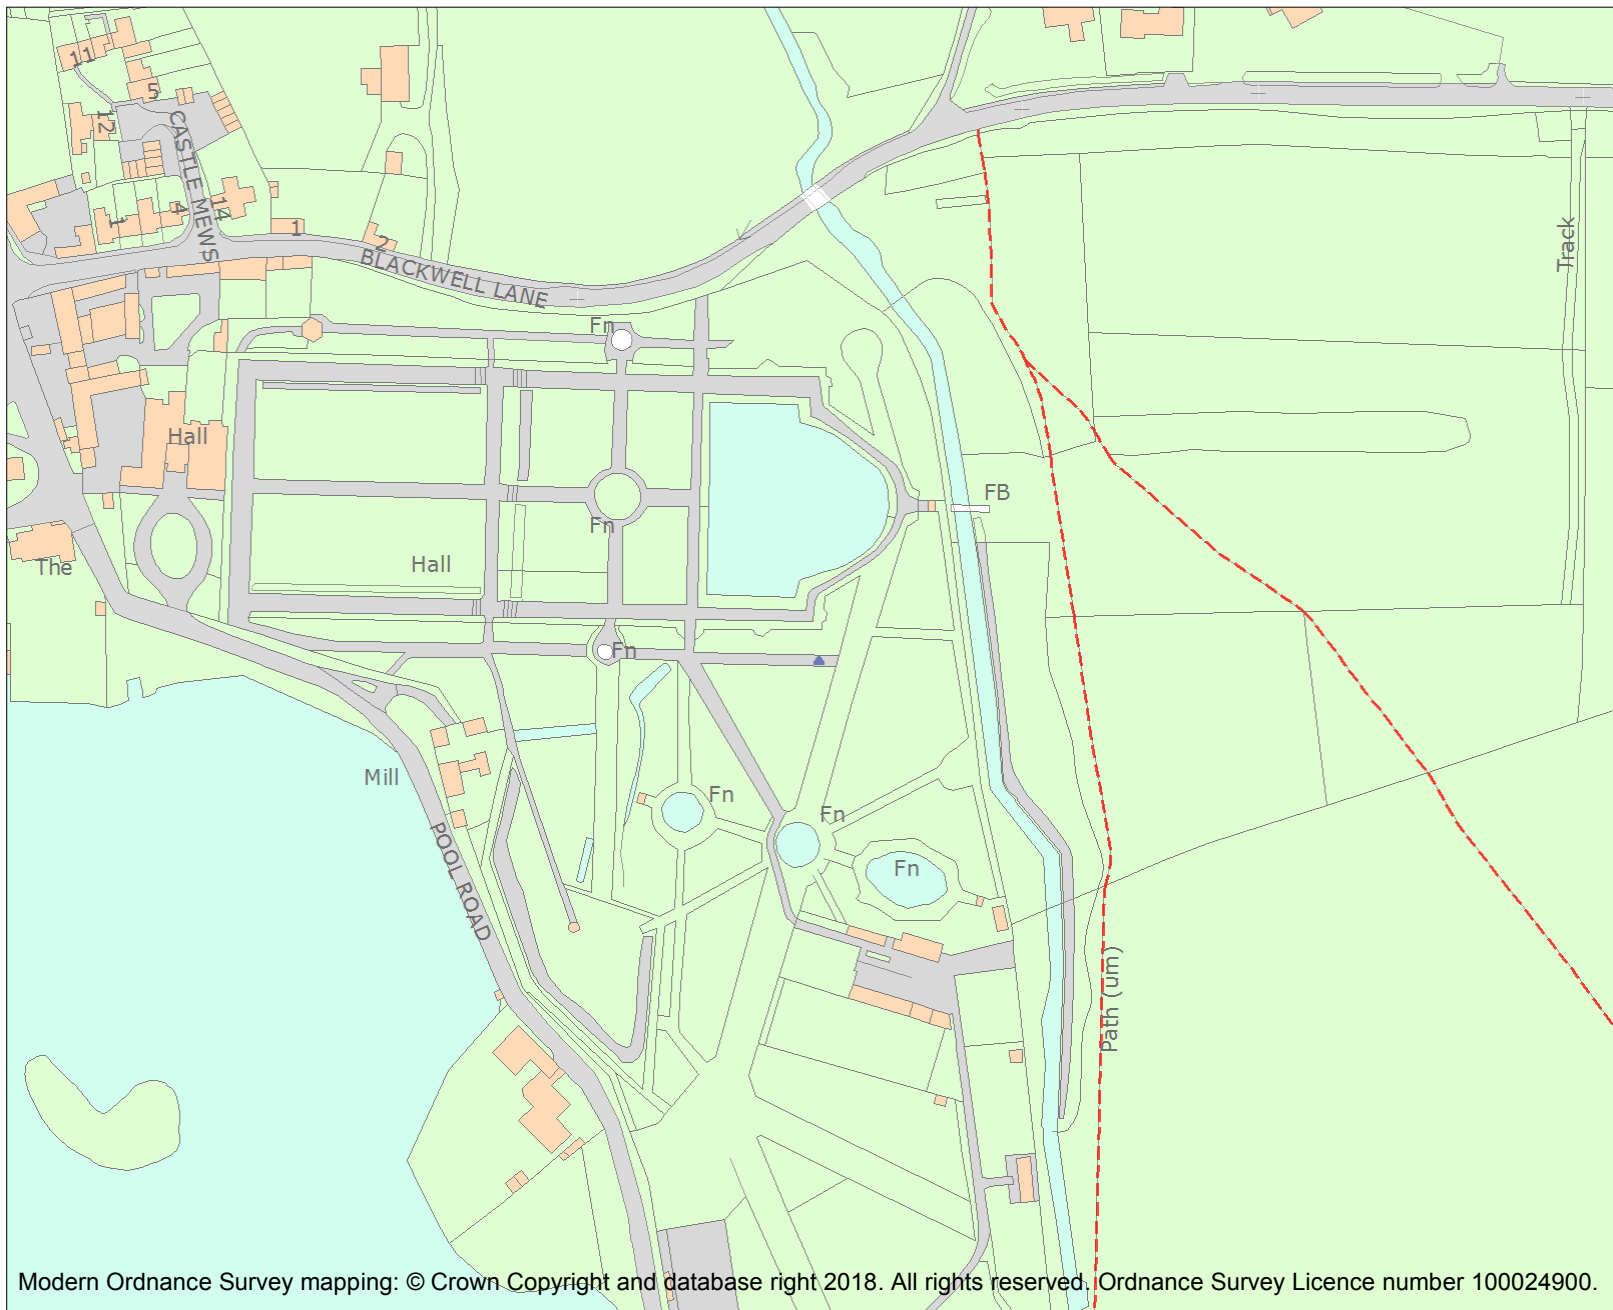 11
5
12
CASTLE MEWS
1
4
14
1
2
BLACKWELL LANE
Track
Fn
Hall
FB
Fn
The
Hall
Fn
Mill
Fn
Fn
POOL ROAD
Fn
Path (um)
Modern Ordnance Survey mapping: © Crown Copyright and database right 2018. All rights reserved. Ordnance Survey Licence number 100024900.